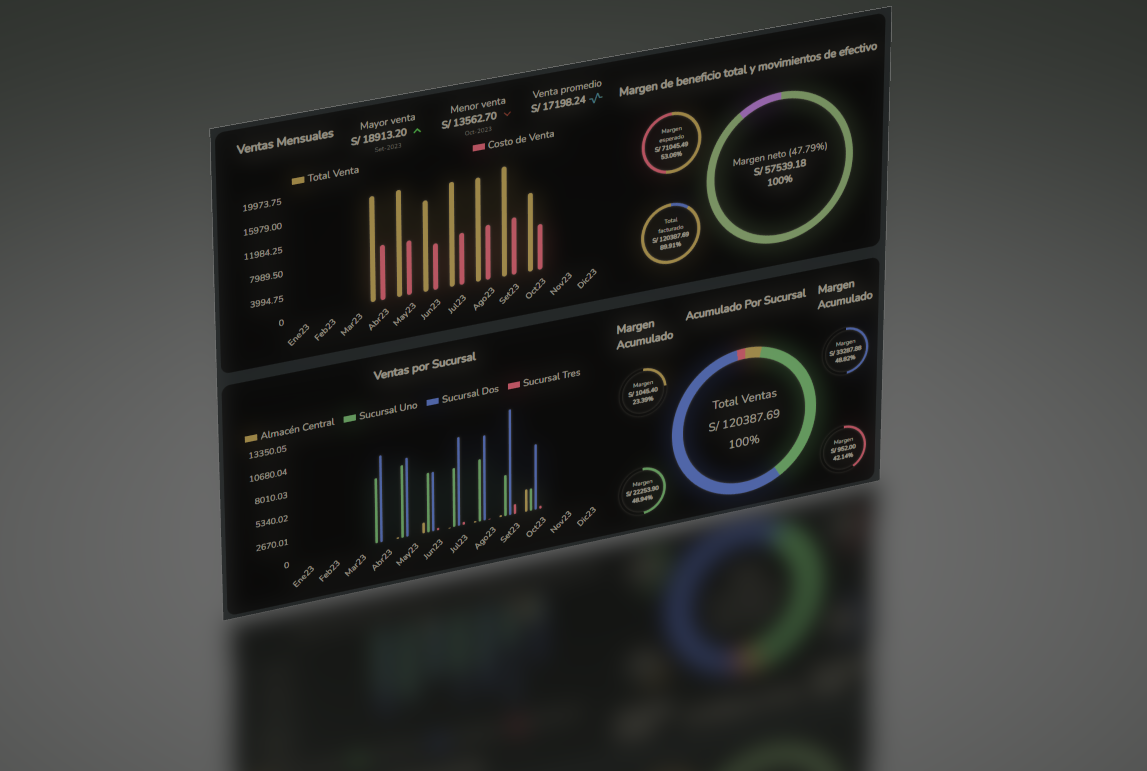 Ventas Mensuales
Mayor venta
S/ 18913.20
Set-2023
Menor venta
S/ 13562.70
Oct-2023
Venta promedio
S/ 17198.24
Total Venta
Costo de Venta
19973.75
15979.00
11984.25
7989.50
3994.75
0
Ene23
Feb23
Mar23
Abr23
May23
Jun23
Jul23
Ago23
Set23
Oct23
Nov23
Dic23
Margen de beneficio total y movimientos de efectivo
Margen
esperado
S/ 71045.49
53.06%
Total
facturado
S/ 120387.69
89.91%
Margen neto (47.79%)
S/ 57539.18
100%
Ventas por Sucursal
Almacén Central
Sucursal Uno
Sucursal Dos
Sucursal Tres
13350.05
10680.04
8010.03
5340.02
2670.01
0
Ene23
Feb23
Mar23
Abr23
May23
Jun23
Jul23
Ago23
Set23
Oct23
Nov23
Dic23
Margen
Acumulado
Margen
S/ 1045.40
23.39%
Margen
S/ 22253.90
48.94%
Acumulado Por Sucursal
Total Ventas
S/ 120387.69
100%
Margen
Acumulado
Margen
S/ 33287.88
48.62%
Margen
S/ 952.00
42.14%